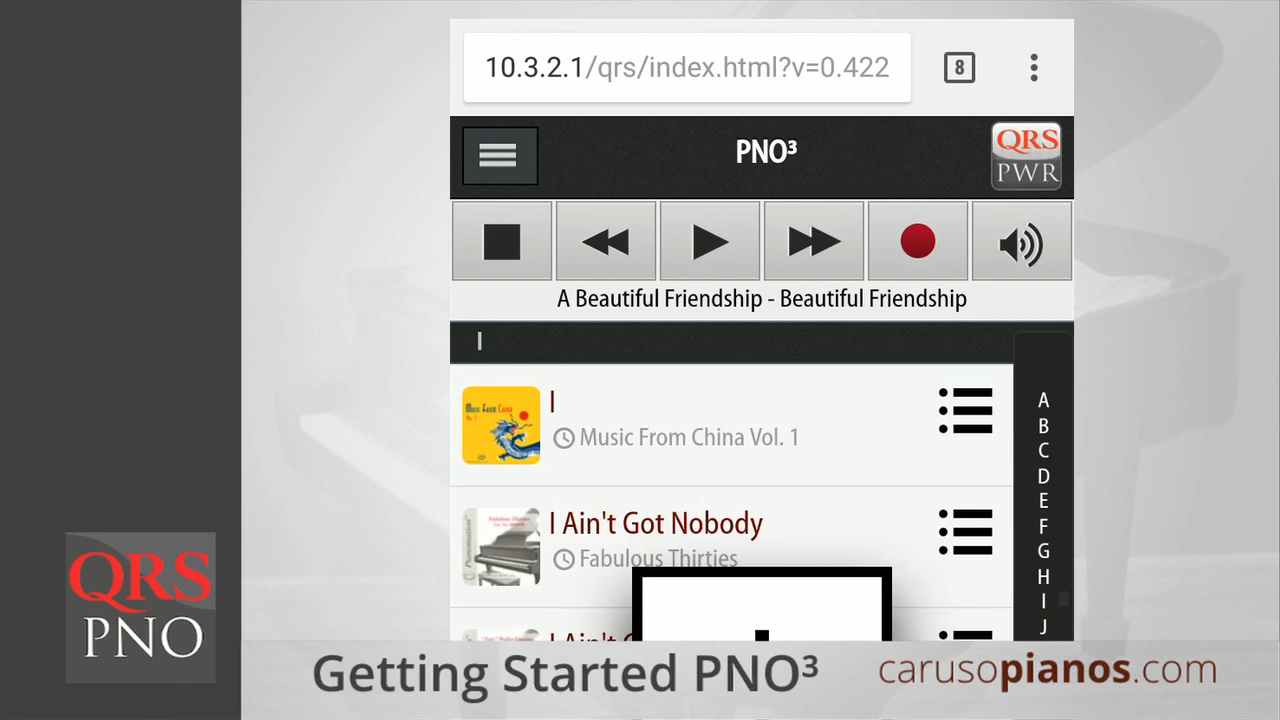 10.3.2.1/qrs/index.html?v=0.422
8
PNO³
QRS
PWR
A Beautiful Friendship - Beautiful Friendship
I
I
Music From China Vol. 1
I Ain't Got Nobody
Fabulous Thirties
A
B
C
D
E
F
G
H
I
J
QRS
PNO
Getting Started PNO³
carusopianos.com